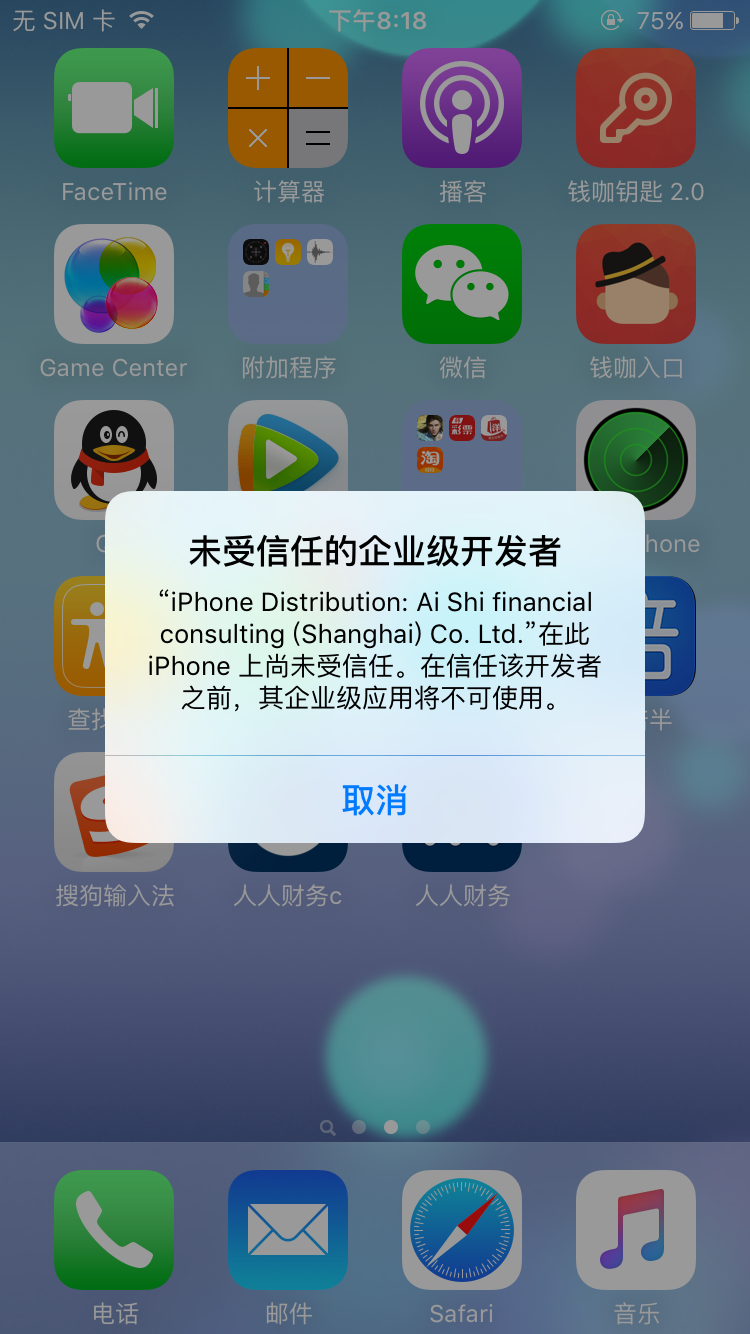 无 SIM 卡 下午8:18 75%
FaceTime 计算器 播客 钱咖钥匙 2.0
Game Center 附加程序 微信 钱咖入口
hone
未受信任的企业级开发者
“iPhone Distribution: Ai Shi financial
consulting (Shanghai) Co. Ltd.”在此
iPhone 上尚未受信任。在信任该开发者
之前，其企业级应用将不可使用。
查找 半
取消
搜狗输入法 人人财务c 人人财务
电话 邮件 Safari 音乐